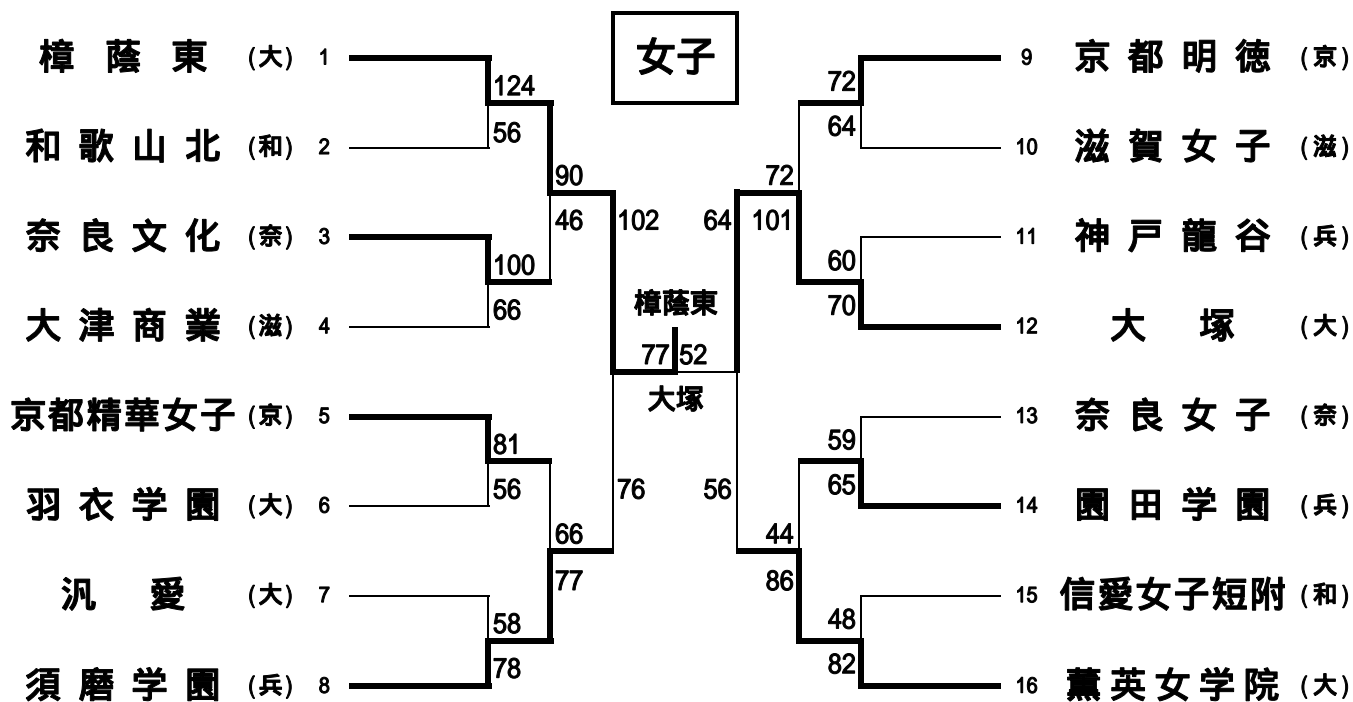 女子
樟蔭東 (大) 1
和歌山北 (和) 2
奈良文化 (奈) 3
大津商業 (滋) 4
京都精華女子 (京) 5
羽衣学園 (大) 6
汎愛 (大) 7
須磨学園 (兵) 8
124
56
100
66
81
56
58
78
90
46
66
77
102
76
樟蔭東
77 52
大塚
64
56
72
101
44
86
72
64
60
70
59
65
48
82
9 京都明徳 (京)
10 滋賀女子 (滋)
11 神戸龍谷 (兵)
12 大塚 (大)
13 奈良女子 (奈)
14 園田学園 (兵)
15 信愛女子短附 (和)
16 薫英女学院 (大)